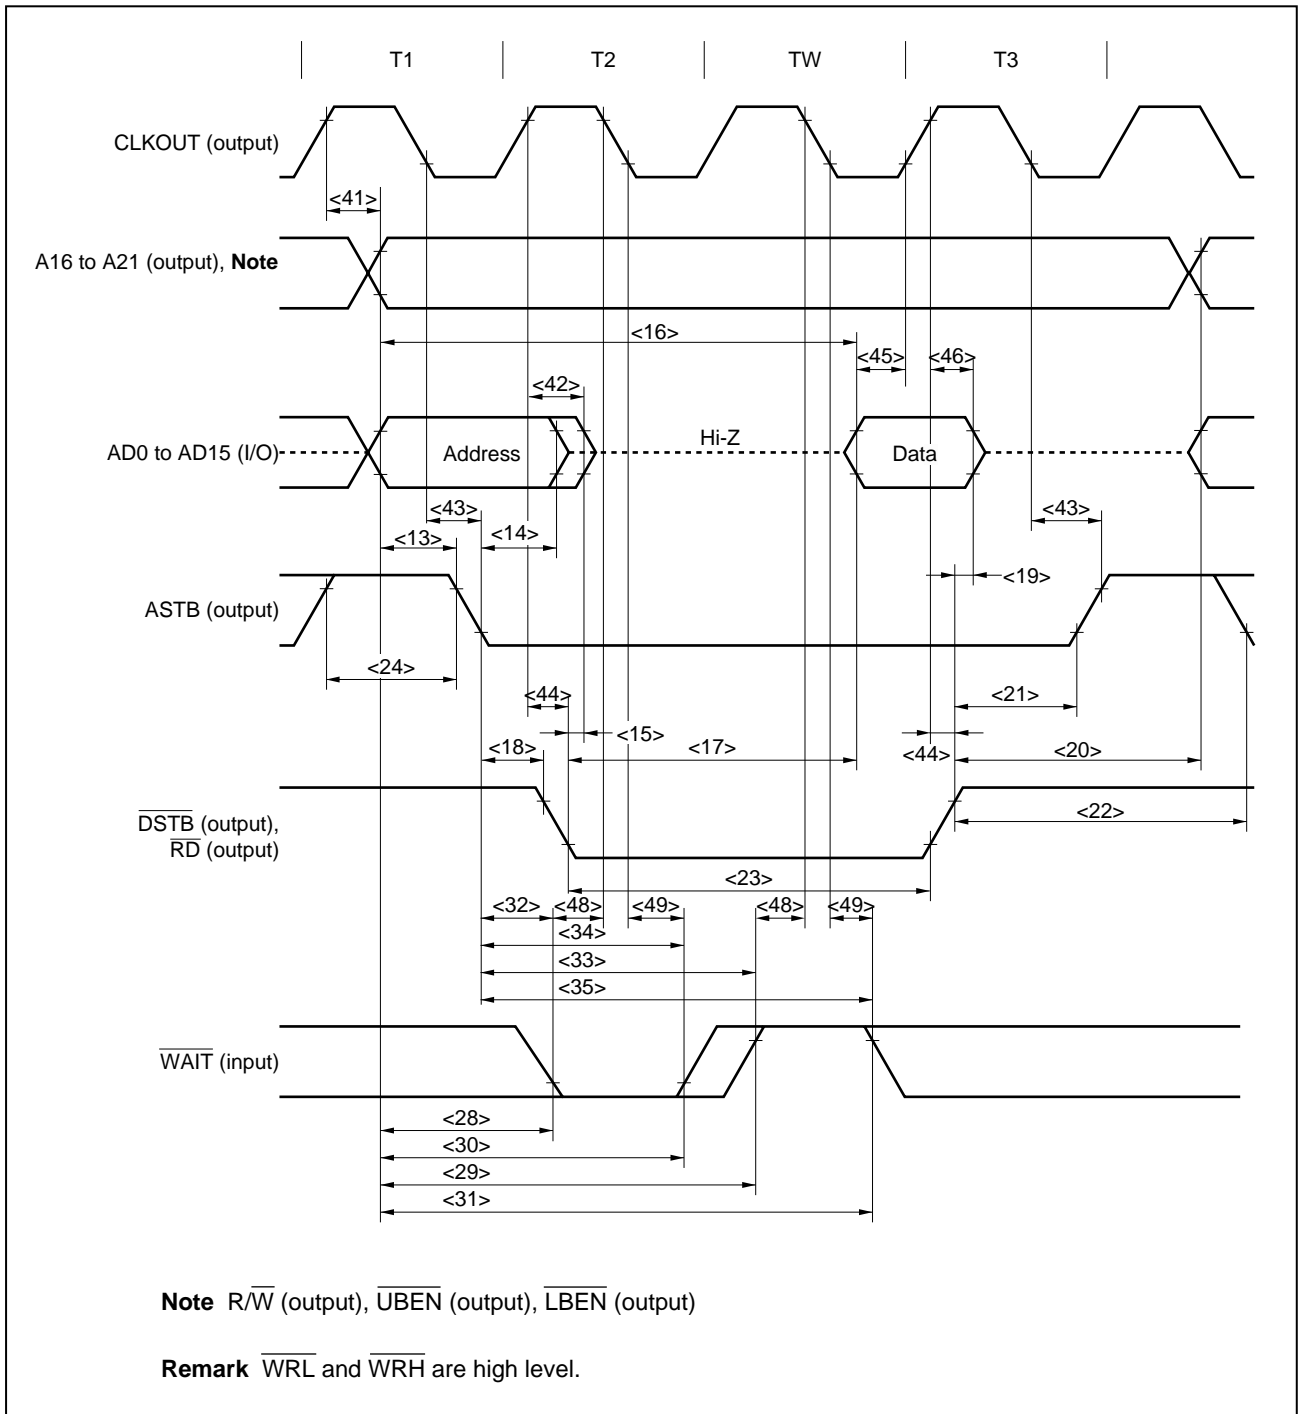 T1 T2 TW T3
CLKOUT (output)
<41>
A16 to A21 (output), Note
<16>
<45> <46>
<42>
AD0 to AD15 (I/O) Address Hi-Z Data
<43> <14> <43>
<13>
<19>
ASTB (output)
<24>
<44> <21>
<15>
<18> <17> <44> <20>
<22>
DSTB (output),
RD (output)
<23>
<32> <48> <49> <48> <49>
<34>
<33>
<35>
WAIT (input)
<28>
<30>
<29>
<31>
Note R/W (output), UBEN (output), LBEN (output)
Remark WRL and WRH are high level.